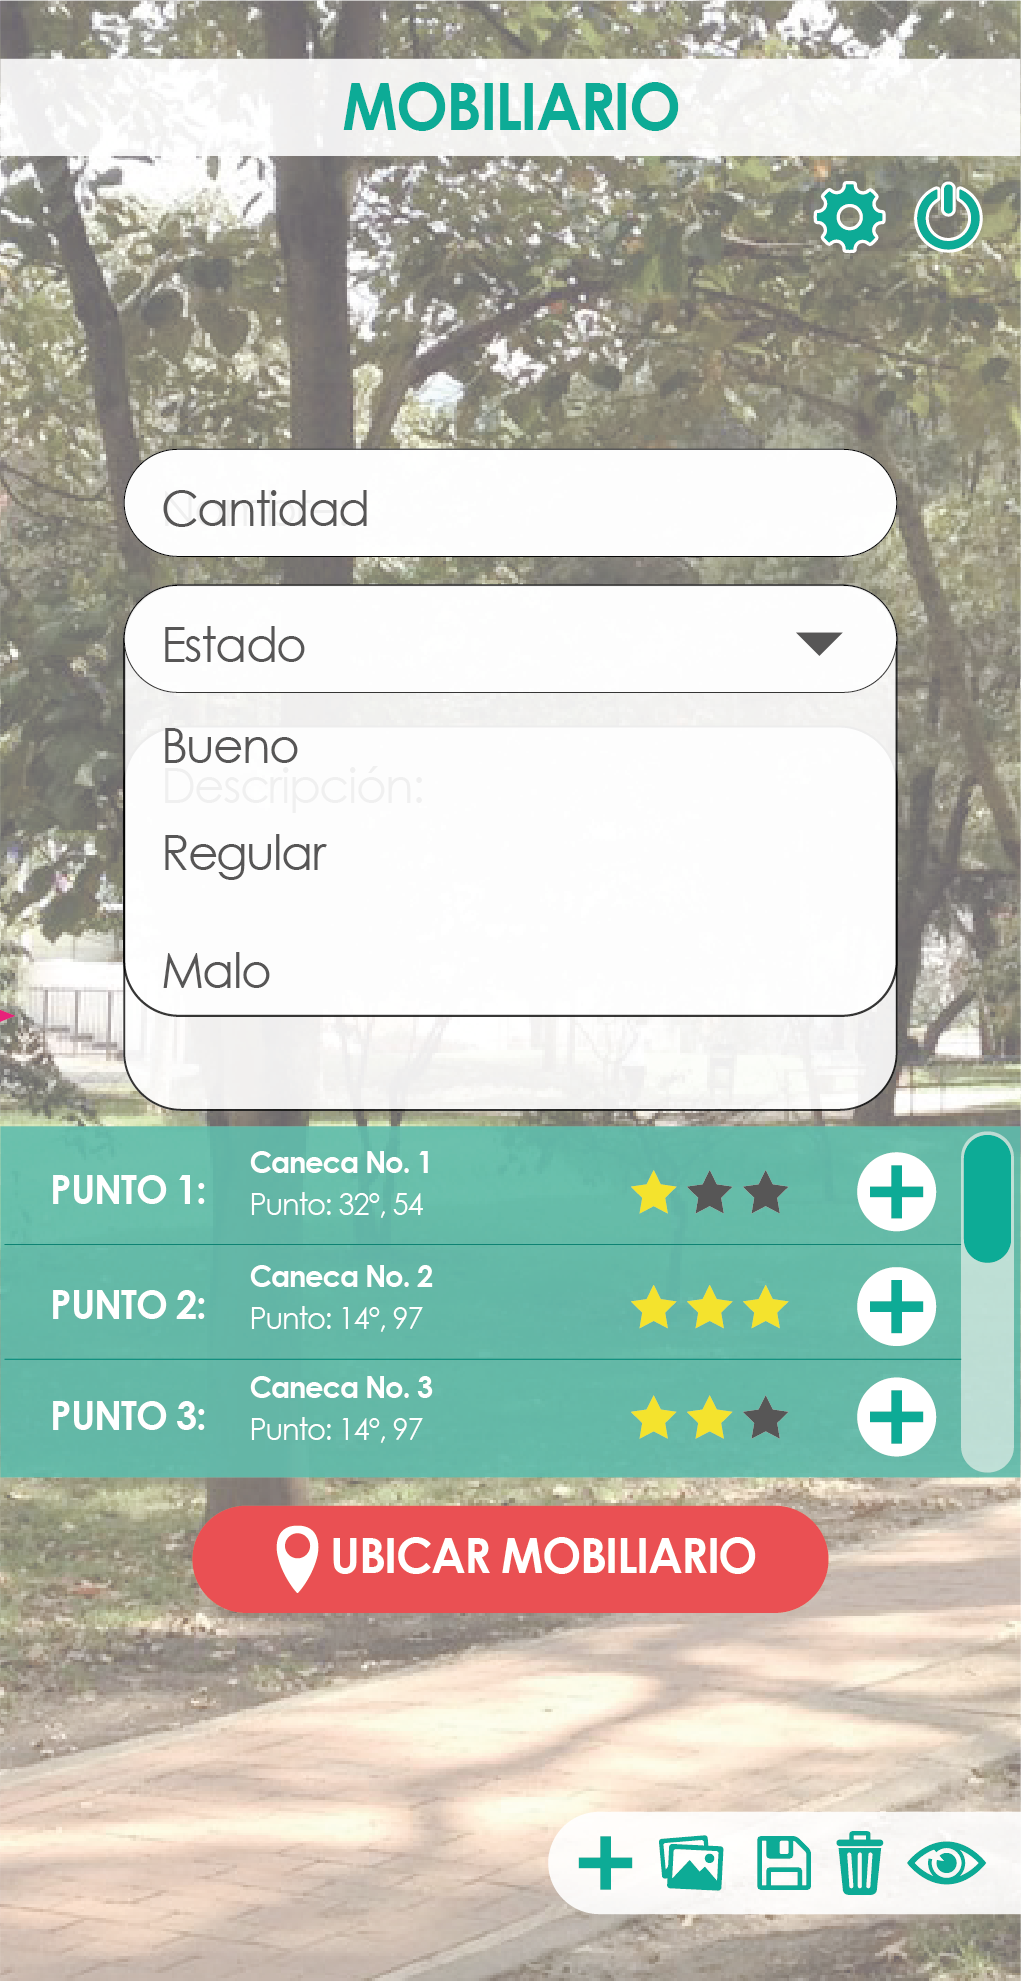 MOBILIARIO
Cantidad
Estado
Bueno
Descripción:
Regular
Malo
PUNTO 1:
Caneca No. 1
Punto: 32°, 54
PUNTO 2:
Caneca No. 2
Punto: 14°, 97
PUNTO 3:
Caneca No. 3
Punto: 14°, 97
UBICAR MOBILIARIO